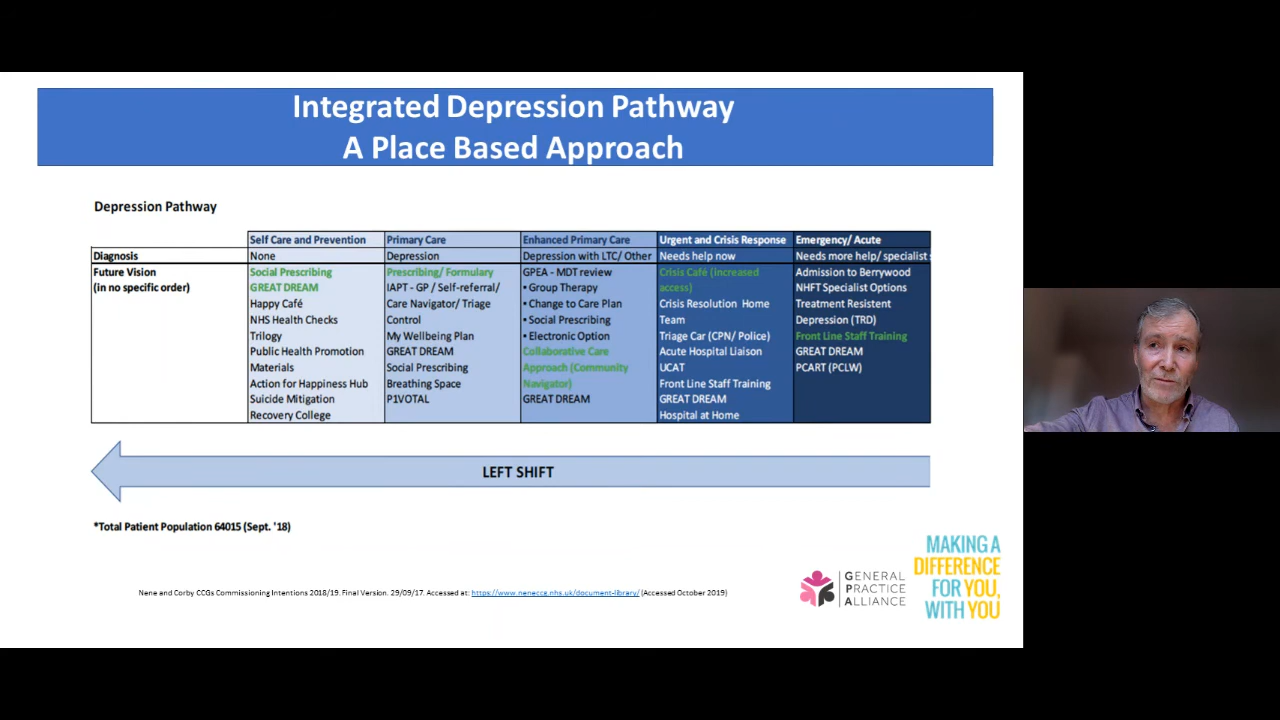 Integrated Depression Pathway
A Place Based Approach
Depression Pathway
Self Care and Prevention
Primary Care
Enhanced Primary Care
Urgent and Crisis Response
Emergency/ Acute
Diagnosis
None
Depression
Depression with LTC/ Other
Needs help now
Needs more help/ specialist
Future Vision
(in no specific order)
Social Prescribing
GREAT DREAM
Happy Café
NHS Health Checks
Trilogy
Public Health Promotion
Materials
Action for Happiness Hub
Suicide Mitigation
Recovery College
Prescribing/ Formulary
IAPT - GP / Self-referral/
Care Navigator/ Triage
Control
My Wellbeing Plan
GREAT DREAM
Social Prescribing
Breathing Space
P1VOTAL
GPEA - MDT review
• Group Therapy
• Change to Care Plan
• Social Prescribing
• Electronic Option
Collaborative Care
Approach (Community
Navigator)
GREAT DREAM
Crisis Café (increased
access)
Crisis Resolution Home
Team
Triage Car (CPN/ Police)
Acute Hospital Liaison
UCAT
Front Line Staff Training
GREAT DREAM
Hospital at Home
Admission to Berrywood
NHFT Specialist Options
Treatment Resistent
Depression (TRD)
Front Line Staff Training
GREAT DREAM
PCART (PCLW)
LEFT SHIFT
*Total Patient Population 64015 (Sept. '18)
Nene and Corby CCGs Commissioning Intentions 2018/19. Final Version. 29/09/17. Accessed at: https://www.neneccg.nhs.uk/document-library/ (Accessed October 2019)
GENERAL
PRACTICE
ALLIANCE
MAKING A
DIFFERENCE
FOR YOU,
WITH YOU